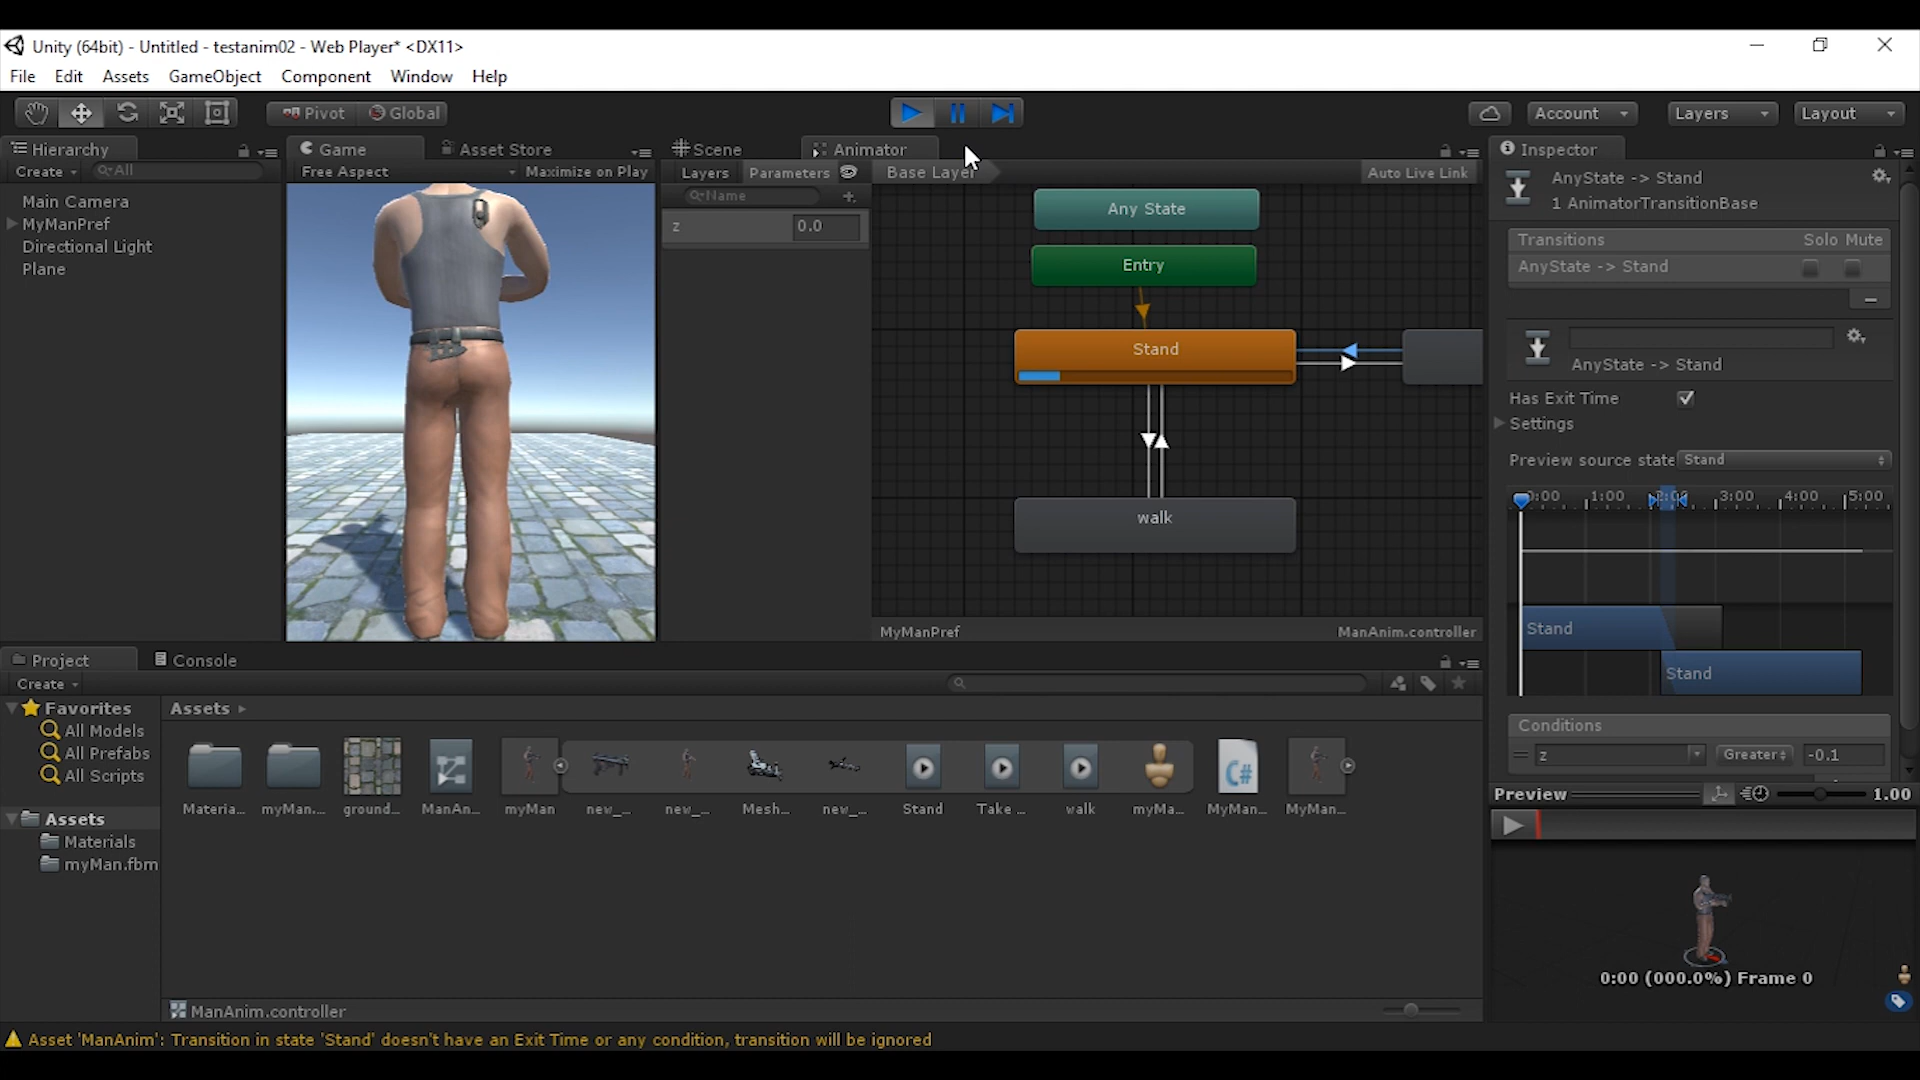 Unity (64bit) - Untitled - testanim02 - Web Player* <DX11>
File Edit Assets GameObject Component Window Help
Pivot Global Account Layers Layout
Hierarchy
Create All
Main Camera
MyManPref
Directional Light
Plane
Game Asset Store
Free Aspect Maximize on Play
Scene Animator
Layers Parameters Base Layer Auto Live Link
Name
z 0.0
Any State
Entry
Stand
walk
MyManPref ManAnim.controller
Inspector
AnyState -> Stand
1 AnimatorTransitionBase
Transitions Solo Mute
AnyState -> Stand
AnyState -> Stand
Has Exit Time
Settings
Preview source state Stand
0:00 1:00 2:00 3:00 4:00 5:00
Stand
Stand
Conditions
z Greater -0.1
Preview 1.00
0:00 (000.0%) Frame 0
Project Console
Create
Favorites
All Models
All Prefabs
All Scripts
Assets
Materials
myMan.fbm
Assets
Materia... myMan.... ground... ManAn... myMan new_... new_... Mesh... new_... Stand Take ... walk myMa... MyMan... MyMan...
ManAnim.controller
Asset 'ManAnim': Transition in state 'Stand' doesn't have an Exit Time or any condition, transition will be ignored